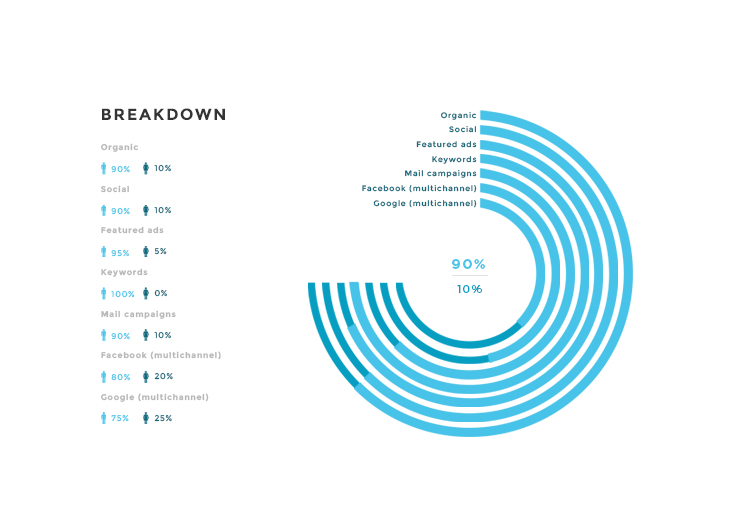 BREAKDOWN
Organic
90% 10%
Social
90% 10%
Featured ads
95% 5%
Keywords
100% 0%
Mail campaigns
90% 10%
Facebook (multichannel)
80% 20%
Google (multichannel)
75% 25%
Organic
Social
Featured ads
Keywords
Mail campaigns
Facebook (multichannel)
Google (multichannel)
90%
10%